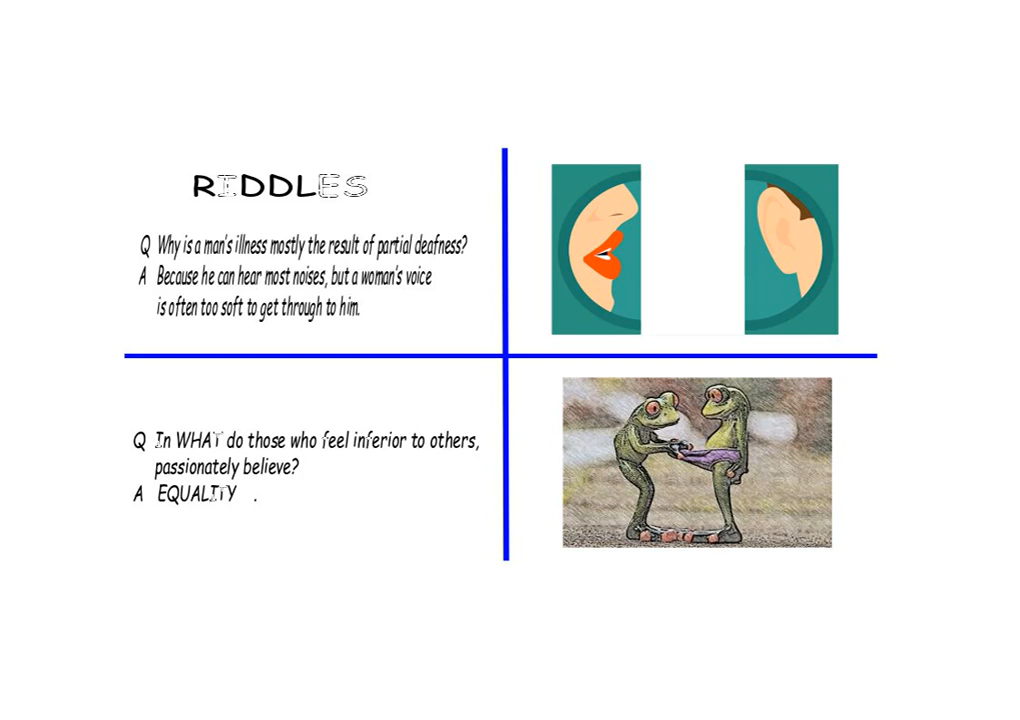 RIDDLES
Q Why is a man's illness mostly the result of partial deafness?
A Because he can hear most noises, but a woman's voice
is often too soft to get through to him.
Q In WHAT do those who feel inferior to others,
passionately believe?
A EQUALITY .